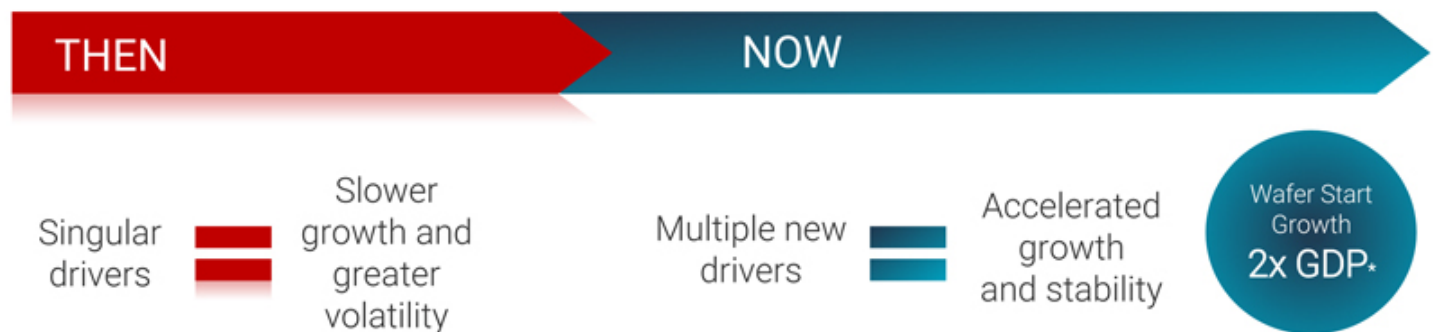 THEN
NOW
Singular
drivers
Slower
growth and
greater
volatility
Multiple new
drivers
Accelerated
growth
and stability
Wafer Start
Growth
2x GDP*